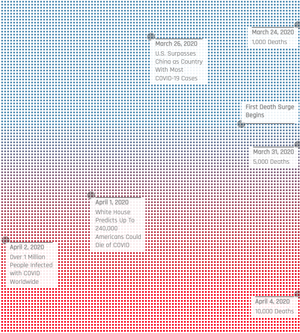 March 24, 2020
1,000 Deaths
March 26, 2020
U.S. Surpasses
China as Country
With Most
COVID-19 Cases
First Death Surge
Begins
March 31, 2020
5,000 Deaths
April 1, 2020
White House
Predicts Up To
240,000
Americans Could
Die of COVID
April 2, 2020
Over 1 Million
People Infected
with COVID
Worldwide
April 4, 2020
10,000 Deaths